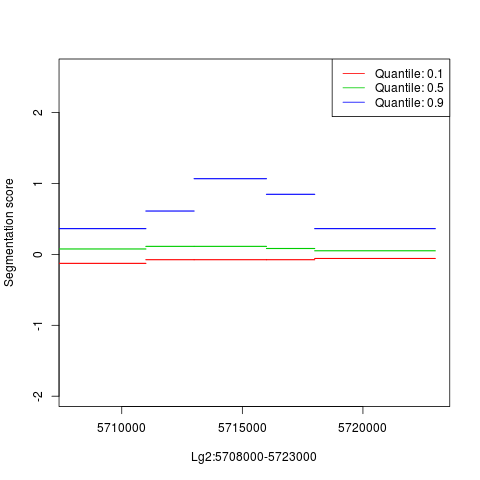 Quantile: 0.1
Quantile: 0.5
Quantile: 0.9
Segmentation score
2
1
0
-1
-2
5710000 5715000 5720000
Lg2:5708000-5723000